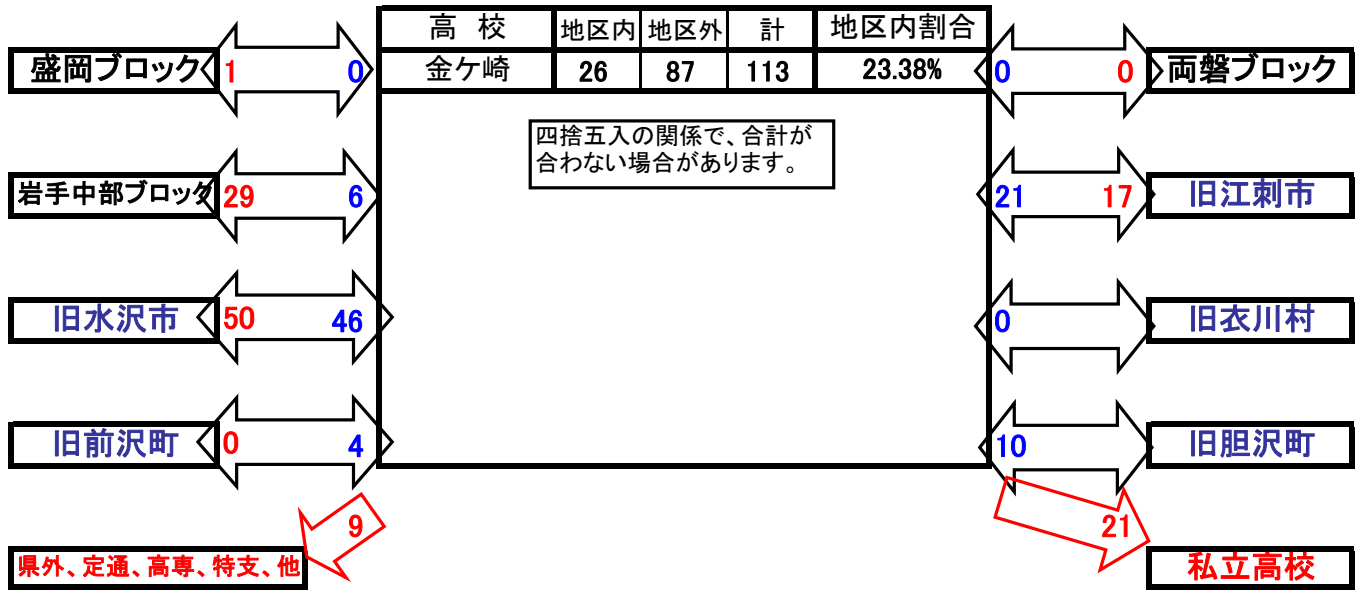 高 校 地区内 地区外 計 地区内割合
金ケ崎 26 87 113 23.38%
四捨五入の関係で、合計が
合わない場合があります。
盛岡ブロック 1 0
0 0 両磐ブロック
岩手中部ブロック 29 6
21 17 旧江刺市
旧水沢市 50 46
0 旧衣川村
旧前沢町 0 4
10 旧胆沢町
9
県外、定通、高専、特支、他
21
私立高校